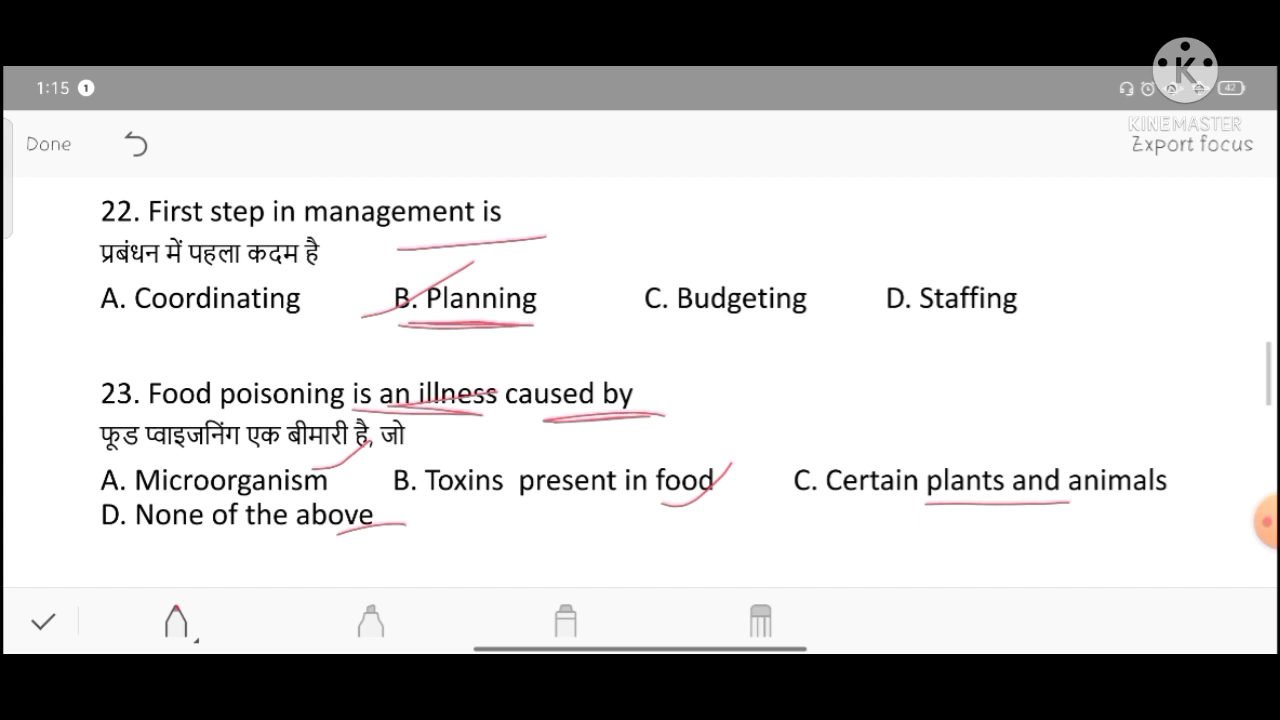 1:15 1
42
K
KINEMASTER
Done
Export focus
22. First step in management is
प्रबंधन में पहला कदम है
A. Coordinating B. Planning C. Budgeting D. Staffing
23. Food poisoning is an illness caused by
फूड प्वाइजनिंग एक बीमारी है, जो
A. Microorganism B. Toxins present in food C. Certain plants and animals
D. None of the above